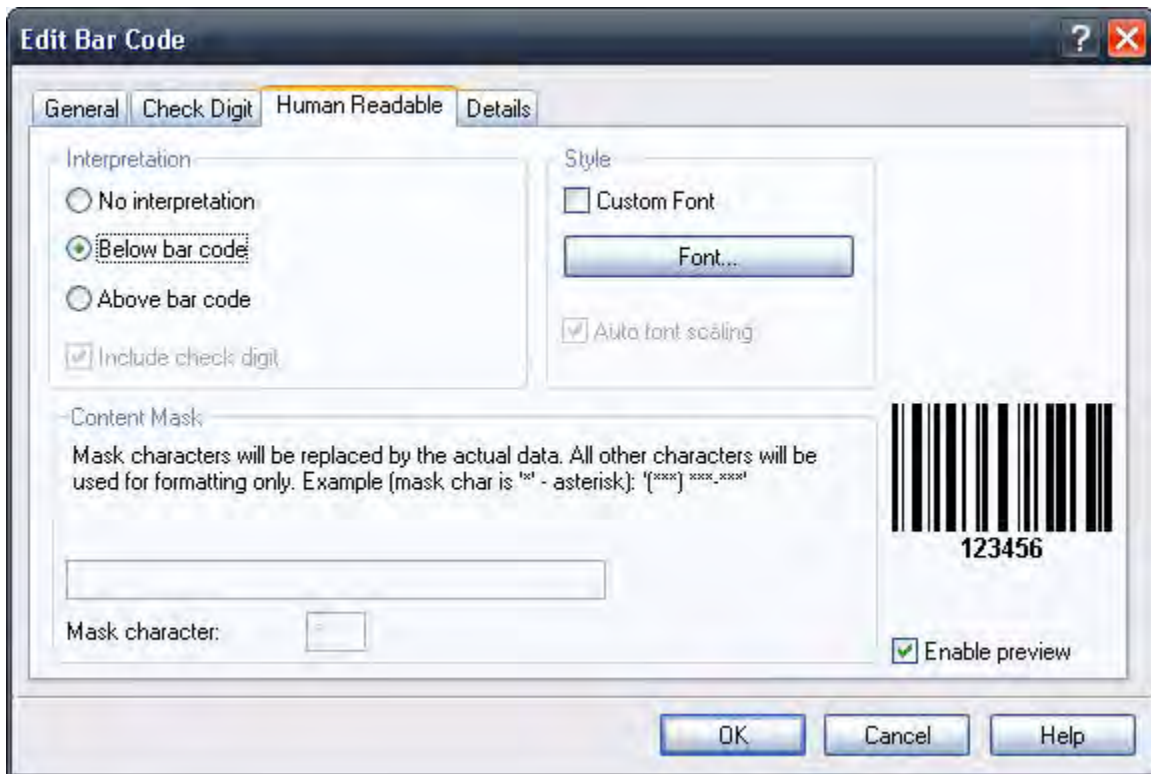 Edit Bar Code
?
General Check Digit Human Readable Details
Interpretation
No interpretation
Below bar code
Above bar code
Include check digit
Style
Custom Font
Font...
Auto font scaling
Content Mask
Mask characters will be replaced by the actual data. All other characters will be
used for formatting only. Example (mask char is '*' - asterisk): '(***) ***-***'
Mask character:
123456
Enable preview
OK Cancel Help